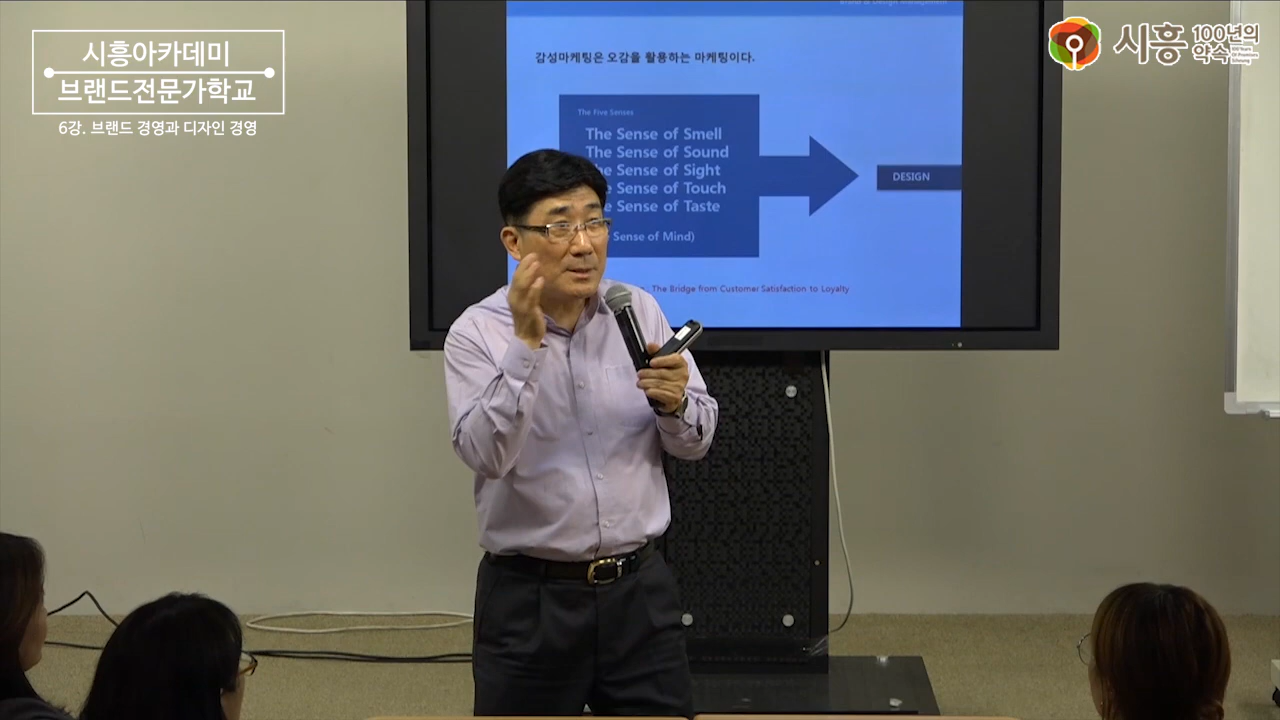 시흥아카데미
브랜드전문가학교
6강. 브랜드 경영과 디자인 경영
시흥 100년의
약속
감성마케팅은 오감을 활용하는 마케팅이다.
The Five Senses
The Sense of Smell
The Sense of Sound
Sense of Sight
Sense of Touch
Sense of Taste
Sense of Mind)
DESIGN
The Bridge from Customer Satisfaction to Loyalty